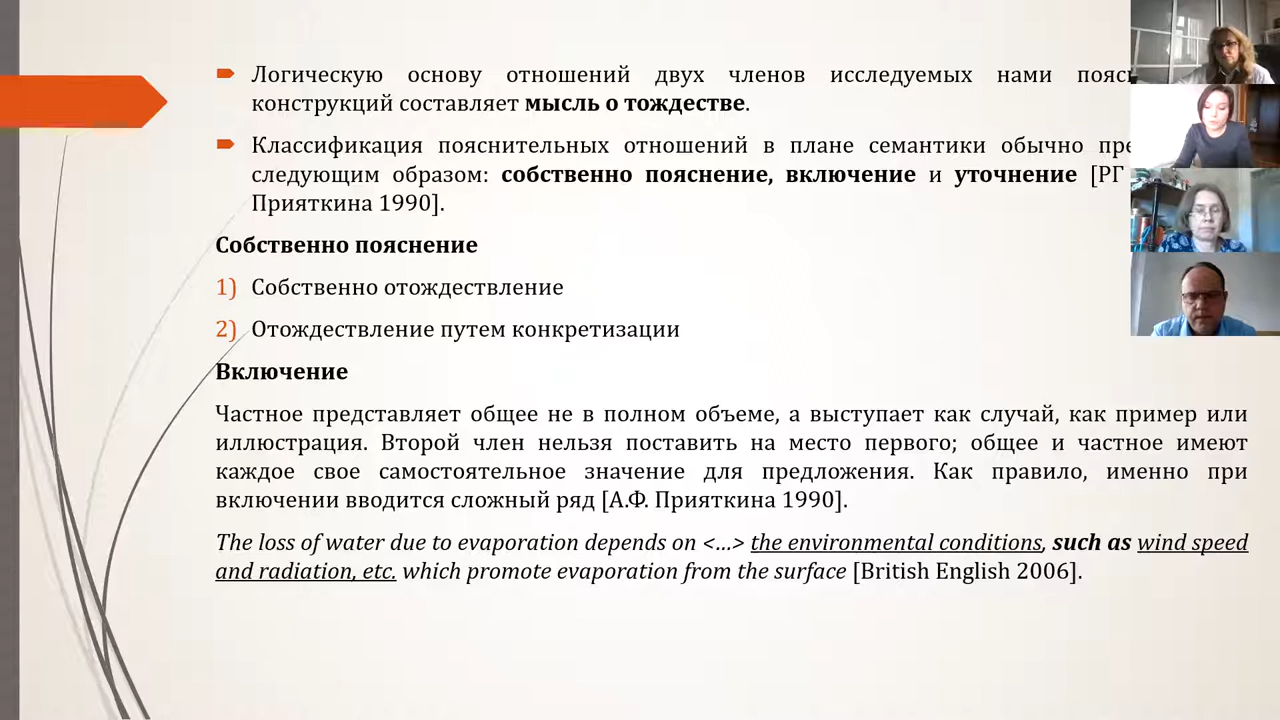 Логическую основу отношений двух членов исследуемых нами
конструкций составляет мысль о тождестве.
Классификация пояснительных отношений в плане семантики обычно
следующим образом: собственно пояснение, включение и уточнение [РГ
Прияткина 1990].
Собственно пояснение
1) Собственно отождествление
2) Отождествление путем конкретизации
Включение
Частное представляет общее не в полном объеме, а выступает как случай, как пример или
иллюстрация. Второй член нельзя поставить на место первого; общее и частное имеют
каждое свое самостоятельное значение для предложения. Как правило, именно при
включении вводится сложный ряд [А.Ф. Прияткина 1990].
The loss of water due to evaporation depends on <…> the environmental conditions, such as wind speed
and radiation, etc. which promote evaporation from the surface [British English 2006].